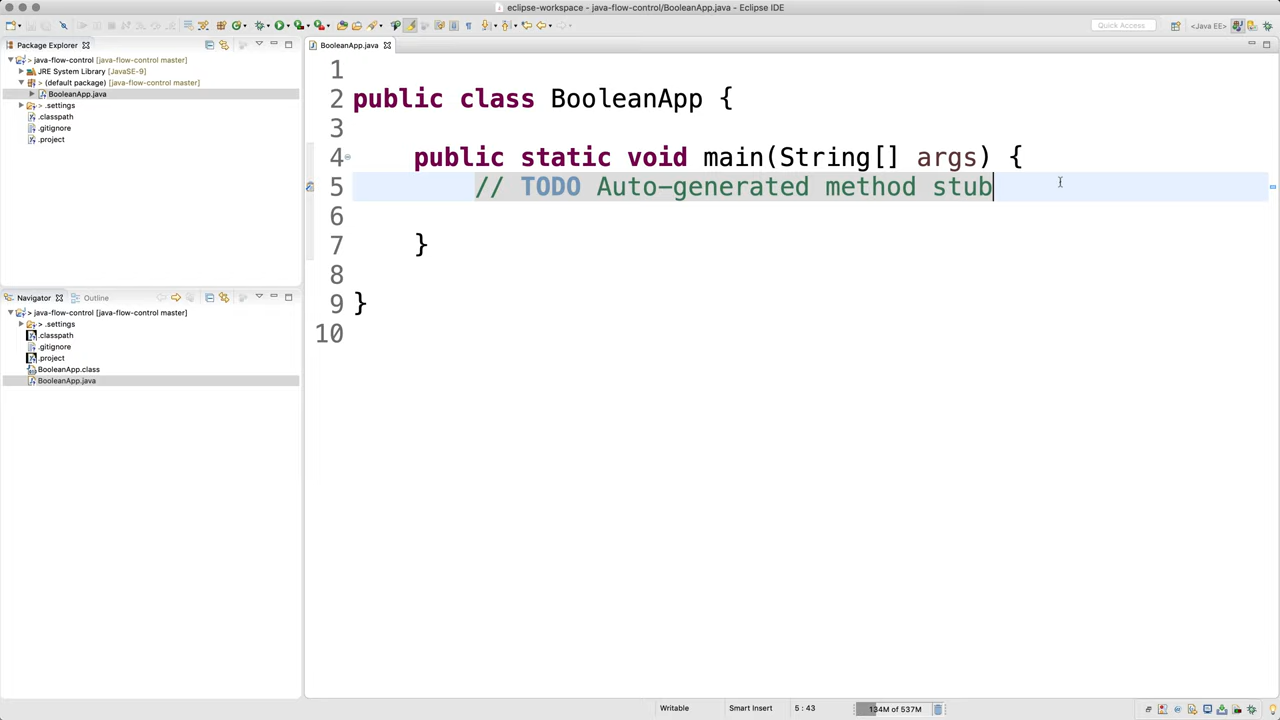 eclipse-workspace - java-flow-control/BooleanApp.java - Eclipse IDE
Quick Access
<Java EE>
Package Explorer
java-flow-control [java-flow-control master]
JRE System Library [JavaSE-9]
> (default package) [java-flow-control master]
BooleanApp.java
> .settings
.classpath
.gitignore
.project
Navigator
Outline
> java-flow-control [java-flow-control master]
> .settings
.classpath
.gitignore
.project
BooleanApp.class
BooleanApp.java
BooleanApp.java
1
2 public class BooleanApp {
3
4 public static void main(String[] args) {
5 // TODO Auto-generated method stub
6
7 }
8
9 }
10
Writable
Smart Insert
5 : 43
134M of 537M